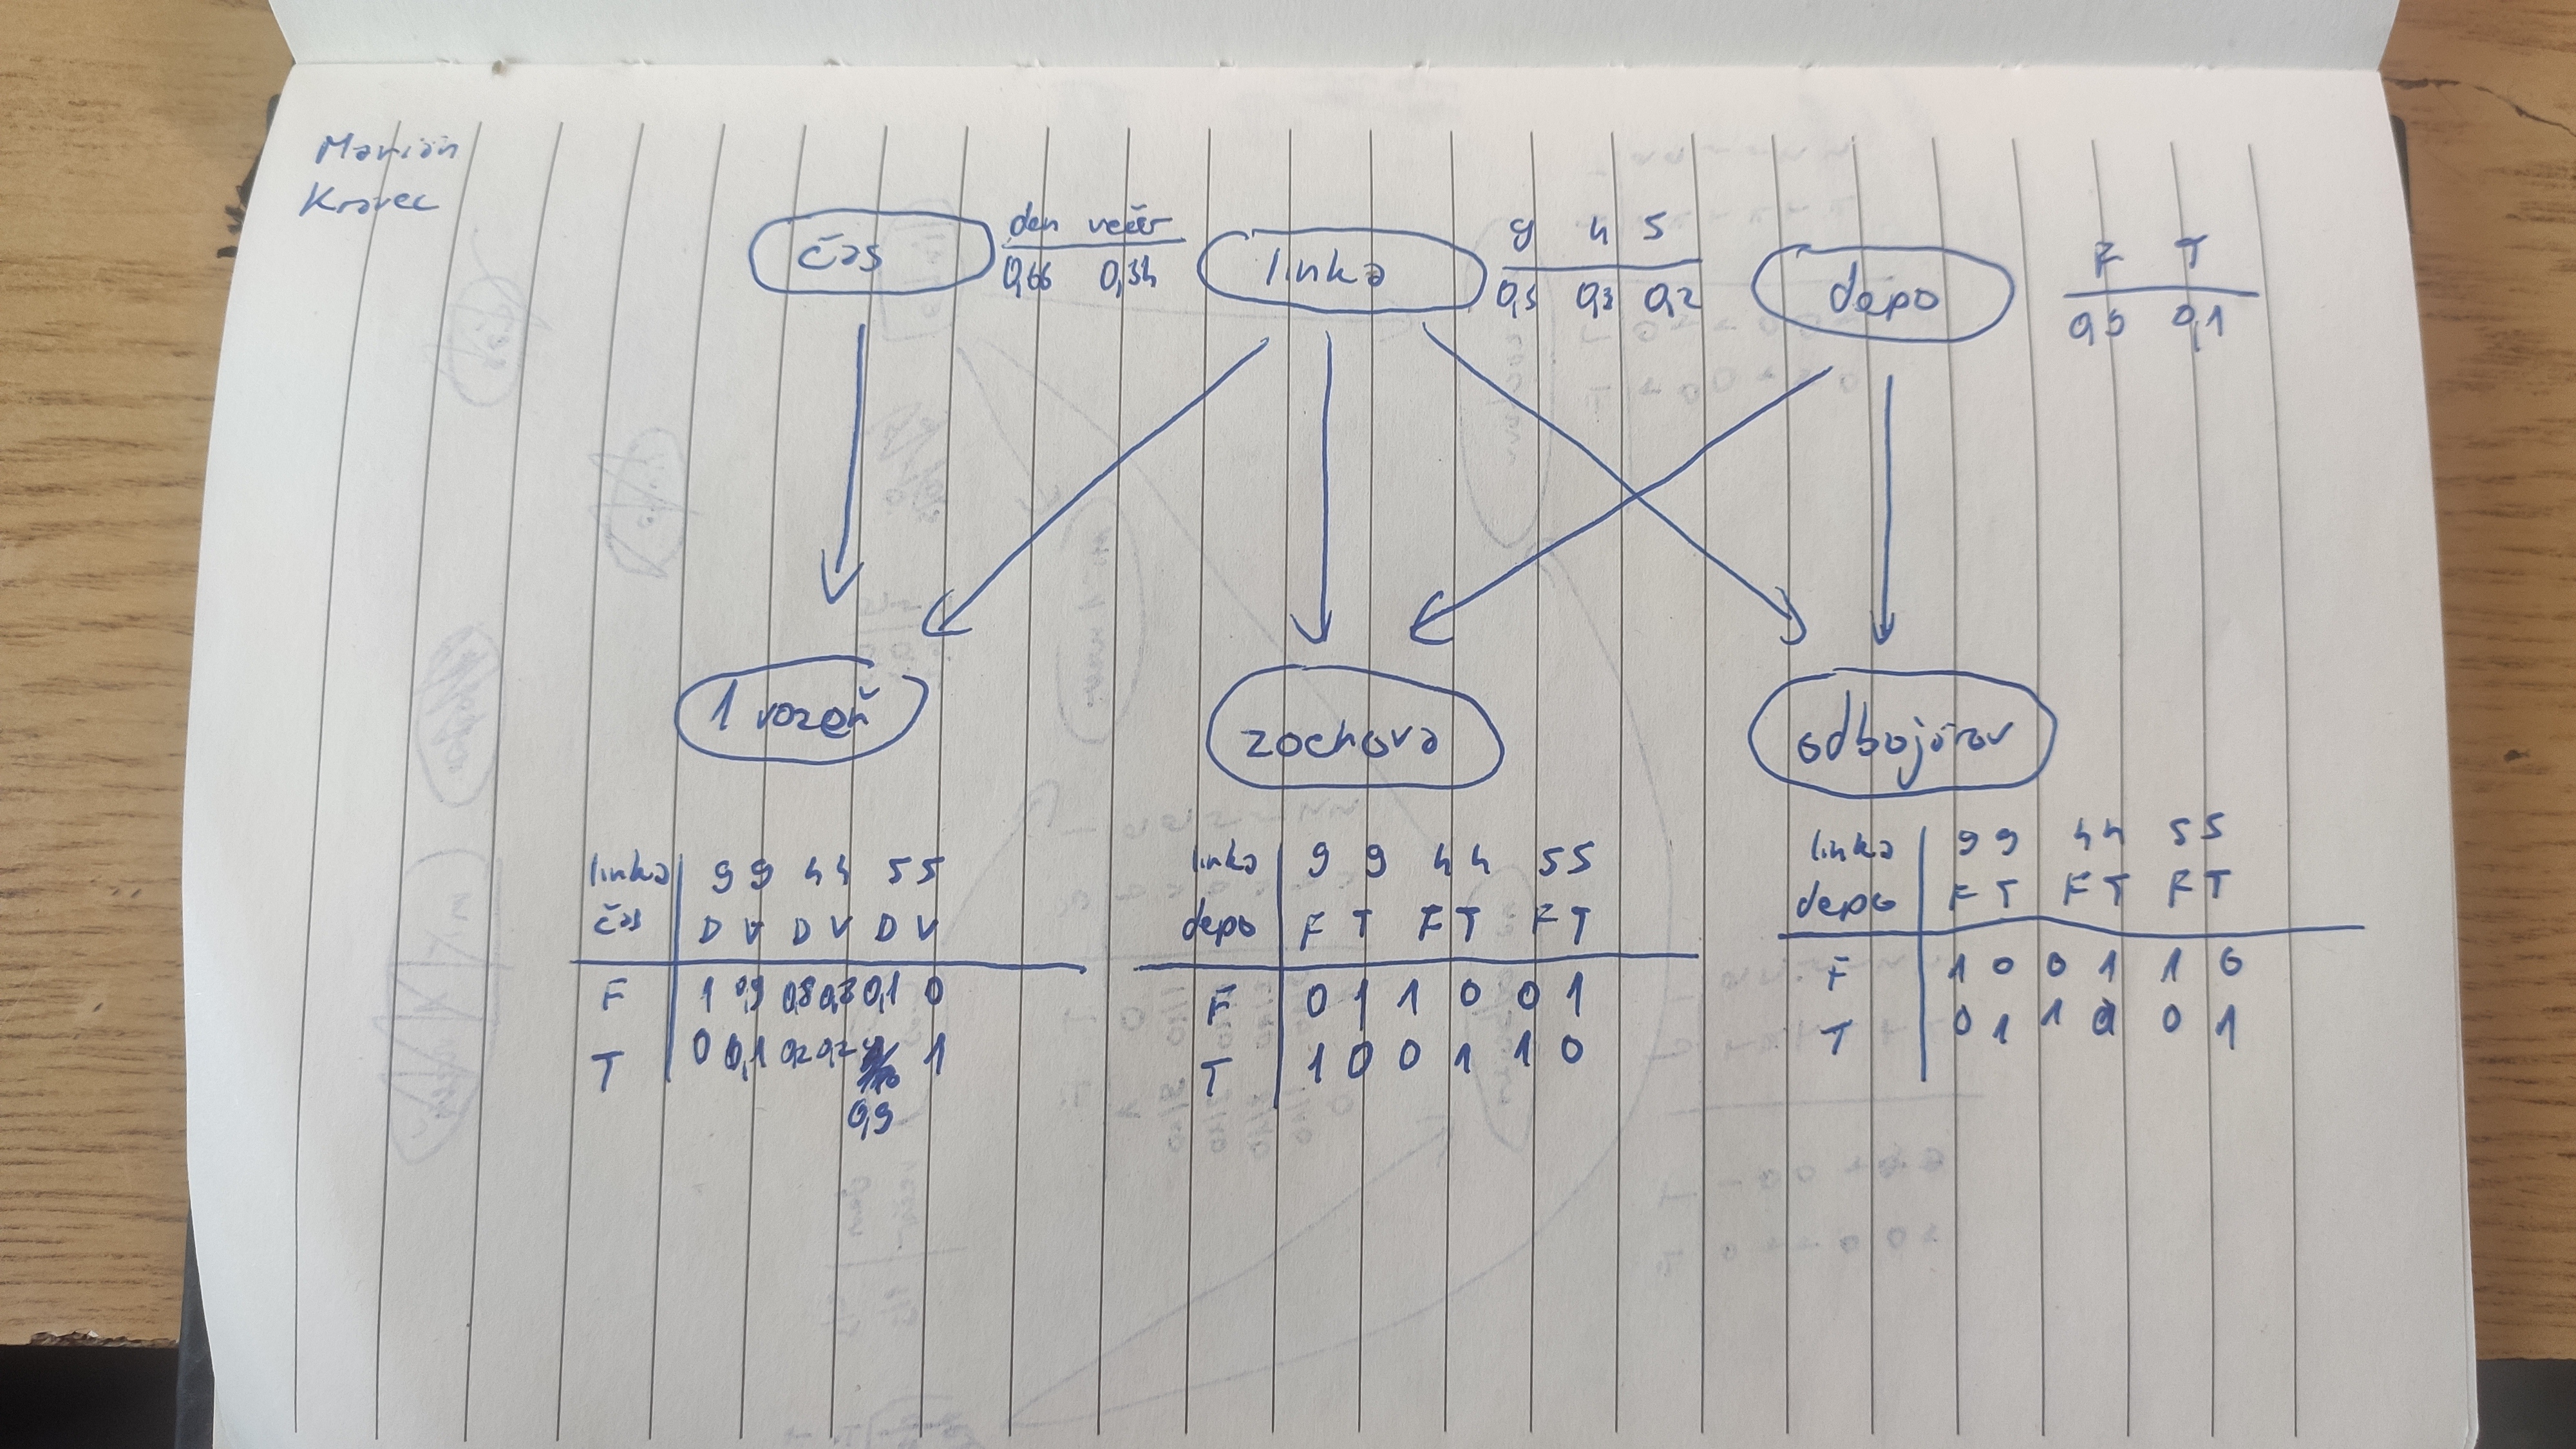 Marián
Kravec
čas
deň večer
0,66 0,34
linka
9 4 5
0,5 0,3 0,2
depo
F T
0,9 0,1
1 vozeň
zochova
odbojárov
linka 9 9 4 4 5 5
čas D V D V D V
F 1 0,9 0,8 0,8 0,1 0
T 0 0,1 0,2 0,2 0,9 1
linka 9 9 4 4 5 5
depo F T F T F T
F 0 1 1 0 0 1
T 1 0 0 1 1 0
linka 9 9 4 4 5 5
depo F T F T F T
F 1 0 0 1 1 0
T 0 1 1 0 0 1